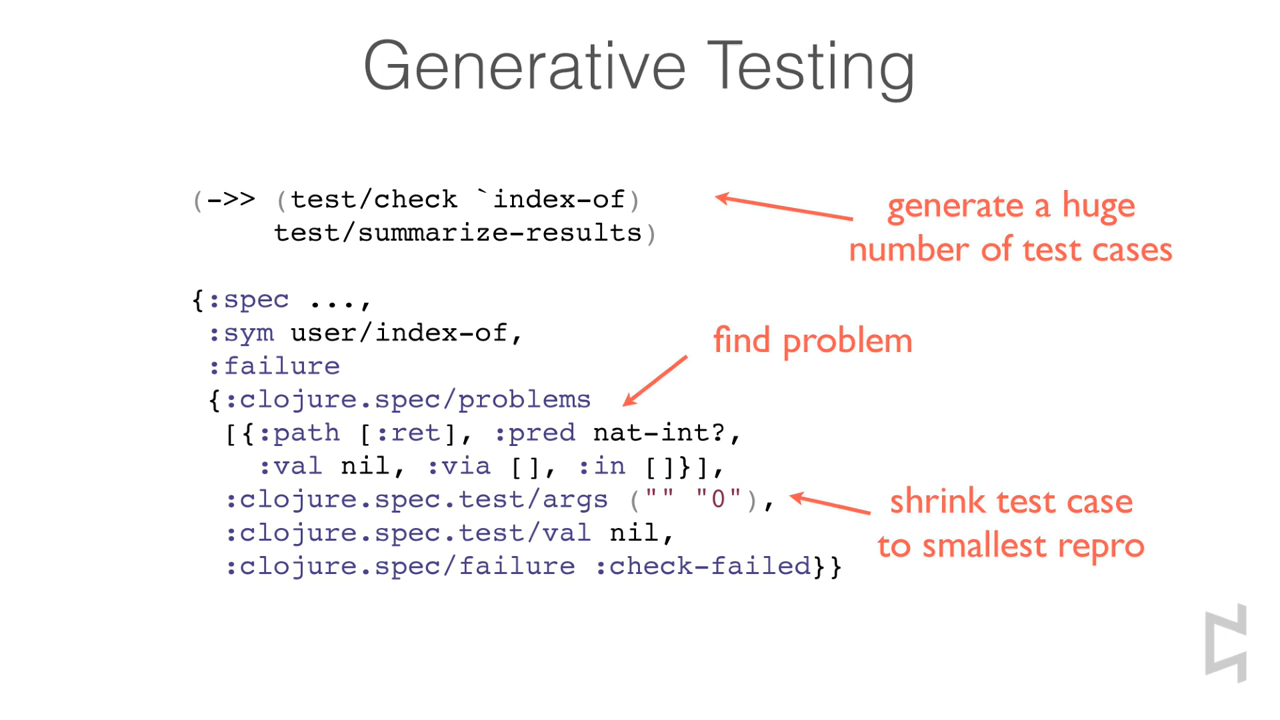 Generative Testing
(->> (test/check `index-of)
test/summarize-results)
generate a huge
number of test cases
{:spec ...,
:sym user/index-of,
:failure
{:clojure.spec/problems
[{:path [:ret], :pred nat-int?,
:val nil, :via [], :in []}],
:clojure.spec.test/args ("" "0"),
:clojure.spec.test/val nil,
:clojure.spec/failure :check-failed}}
find problem
shrink test case
to smallest repro